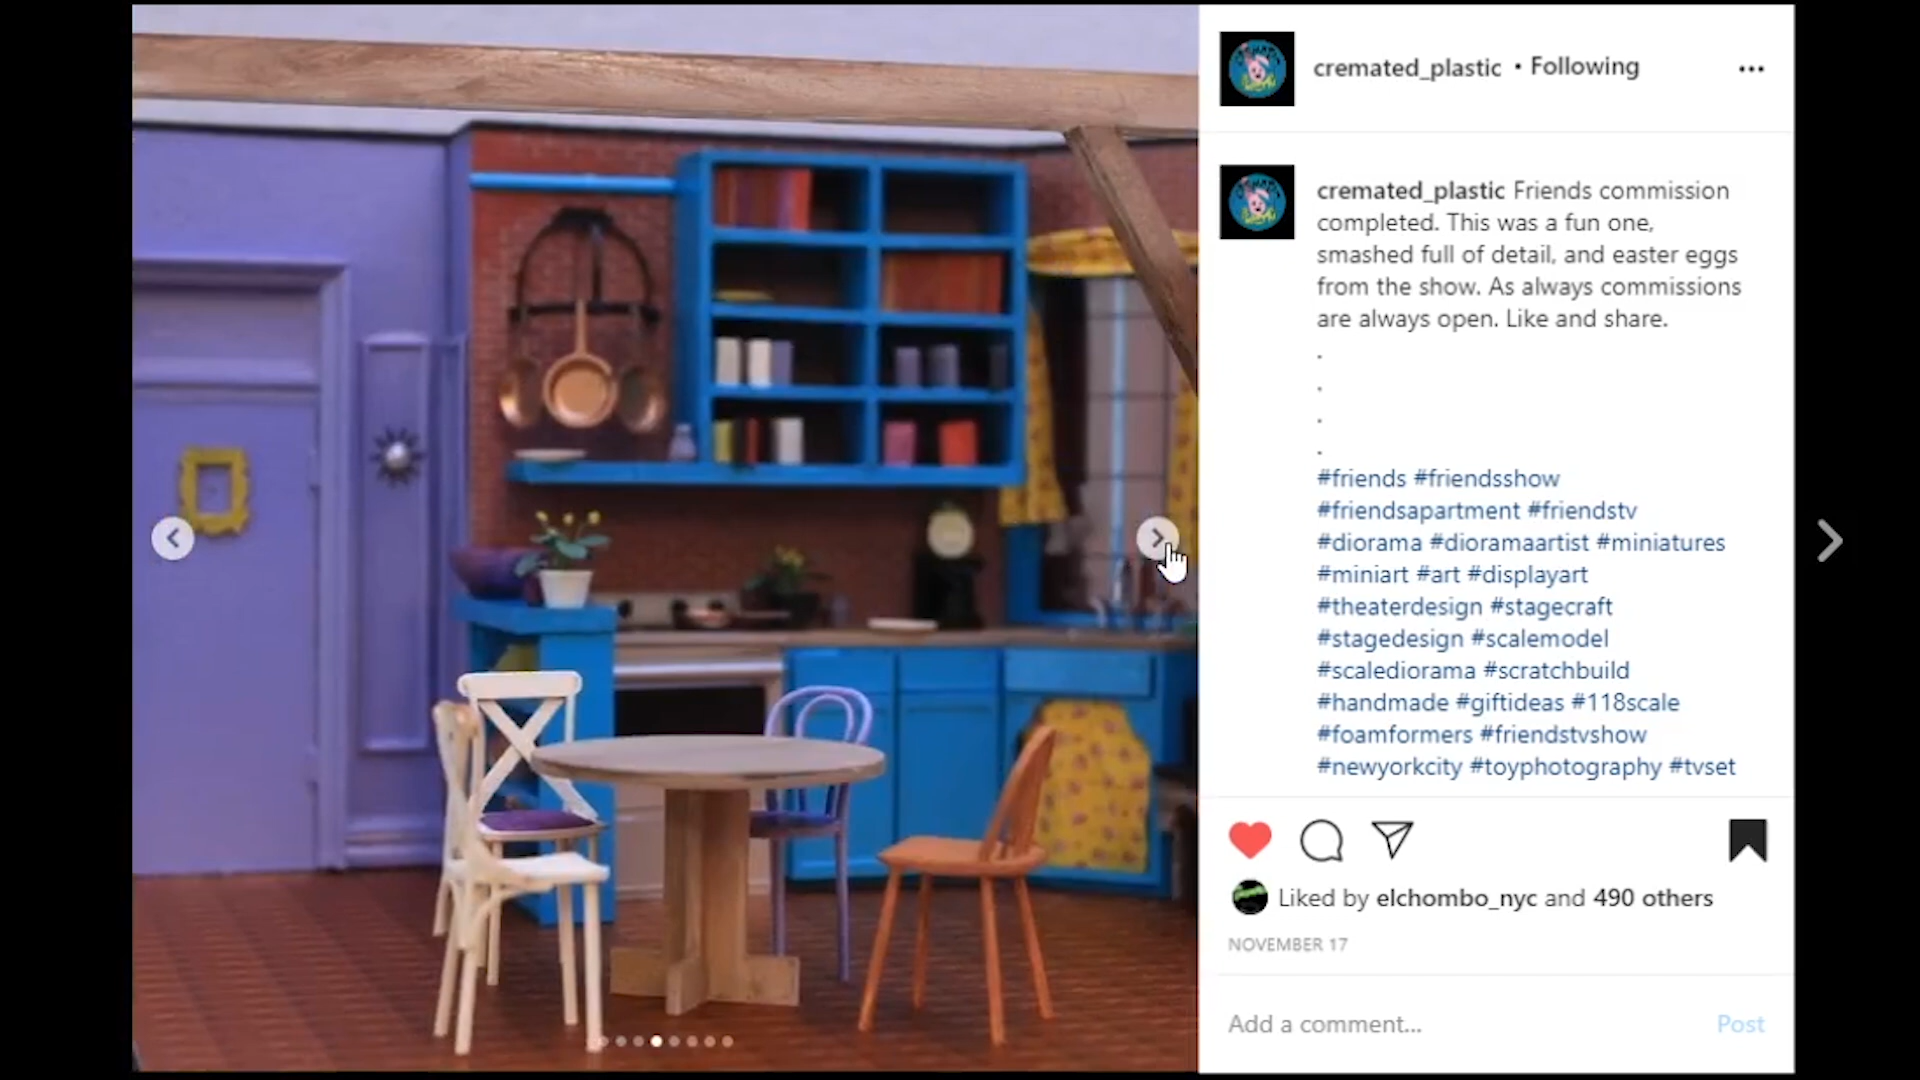 cremated_plastic • Following
cremated_plastic Friends commission
completed. This was a fun one,
smashed full of detail, and easter eggs
from the show. As always commissions
are always open. Like and share.
.
.
.
.
#friends #friendsshow
#friendsapartment #friendstv
#diorama #dioramaartist #miniatures
#miniart #art #displayart
#theaterdesign #stagecraft
#stagedesign #scalemodel
#scalediorama #scratchbuild
#handmade #giftideas #118scale
#foamformers #friendstvshow
#newyorkcity #toyphotography #tvset
Liked by elchombo_nyc and 490 others
NOVEMBER 17
Add a comment...
Post